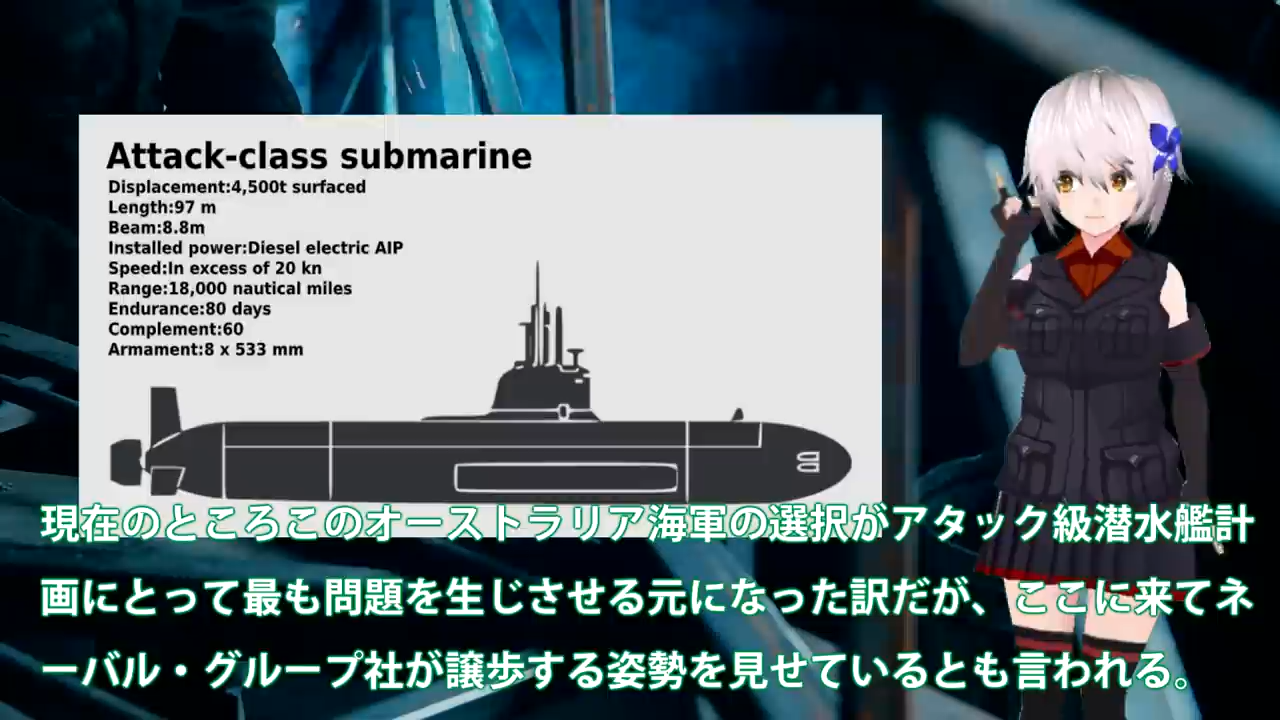 Attack-class submarine
Displacement:4,500t surfaced
Length:97 m
Beam:8.8m
Installed power:Diesel electric AIP
Speed:In excess of 20 kn
Range:18,000 nautical miles
Endurance:80 days
Complement:60
Armament:8 x 533 mm
現在のところこのオーストラリア海軍の選択がアタック級潜水艦計
画にとって最も問題を生じさせる元になった訳だが、ここに来てネ
ーバル・グループ社が譲歩する姿勢を見せているとも言われる。